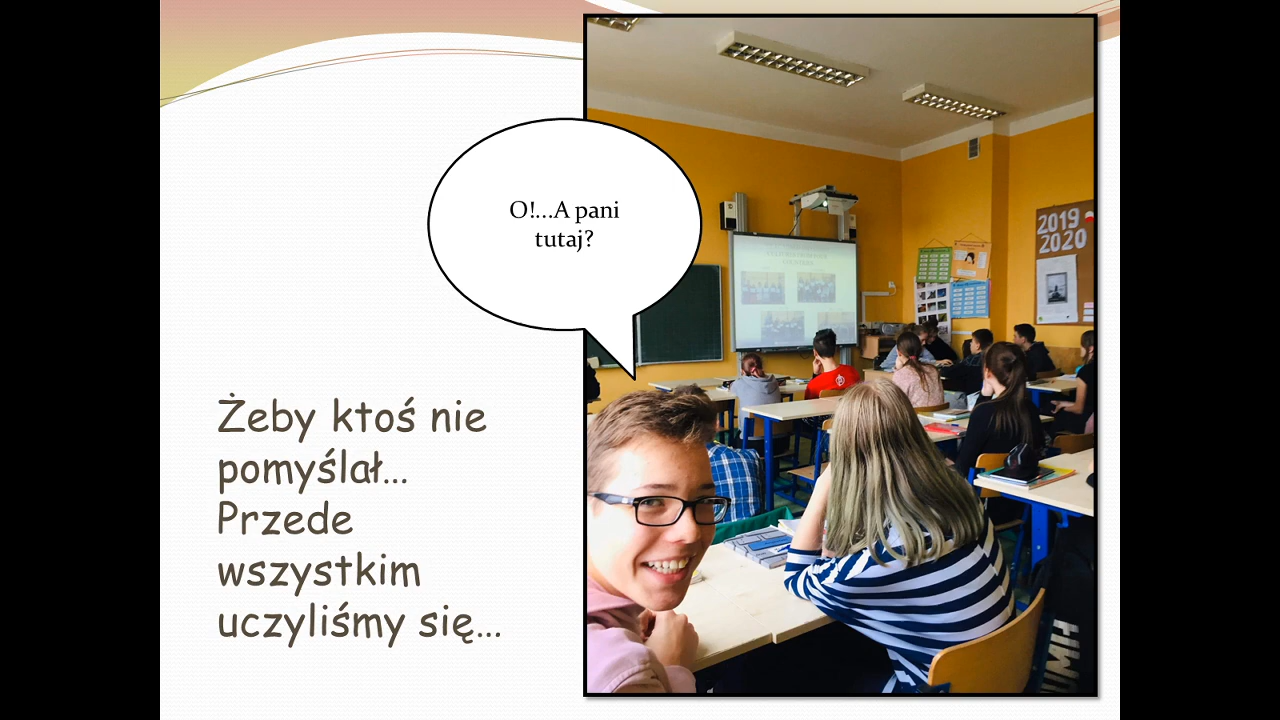 O!...A pani
tutaj?
Żeby ktoś nie
pomyślał...
Przede
wszystkim
uczyliśmy się...
2019
2020